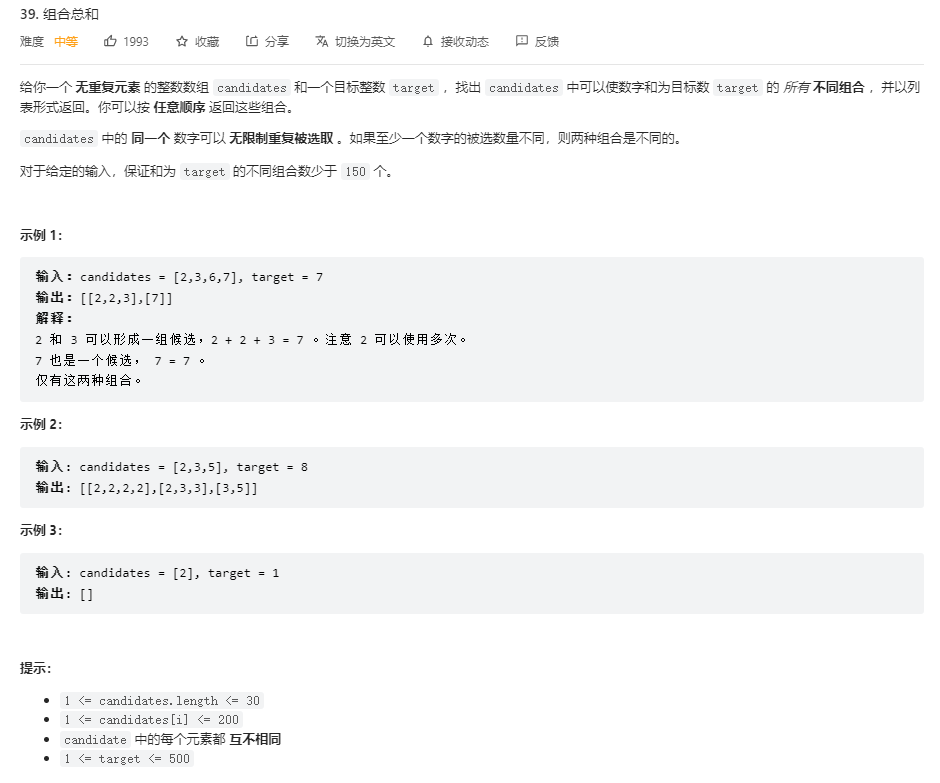 39. 组合总和
难度 中等 1993 收藏 分享 切换为英文 接收动态 反馈
给你一个 无重复元素 的整数数组 candidates 和一个目标整数 target ，找出 candidates 中可以使数字和为目标数 target 的 所有 不同组合 ，并以列
表形式返回。你可以按 任意顺序 返回这些组合。
candidates 中的 同一个 数字可以 无限制重复被选取 。如果至少一个数字的被选数量不同，则两种组合是不同的。
对于给定的输入，保证和为 target 的不同组合数少于 150 个。
示例 1：
输入：candidates = [2,3,6,7], target = 7
输出：[[2,2,3],[7]]
解释：
2 和 3 可以形成一组候选，2 + 2 + 3 = 7 。注意 2 可以使用多次。
7 也是一个候选， 7 = 7 。
仅有这两种组合。
示例 2：
输入: candidates = [2,3,5], target = 8
输出: [[2,2,2,2],[2,3,3],[3,5]]
示例 3：
输入: candidates = [2], target = 1
输出: []
提示：
1 <= candidates.length <= 30
1 <= candidates[i] <= 200
candidate 中的每个元素都 互不相同
1 <= target <= 500